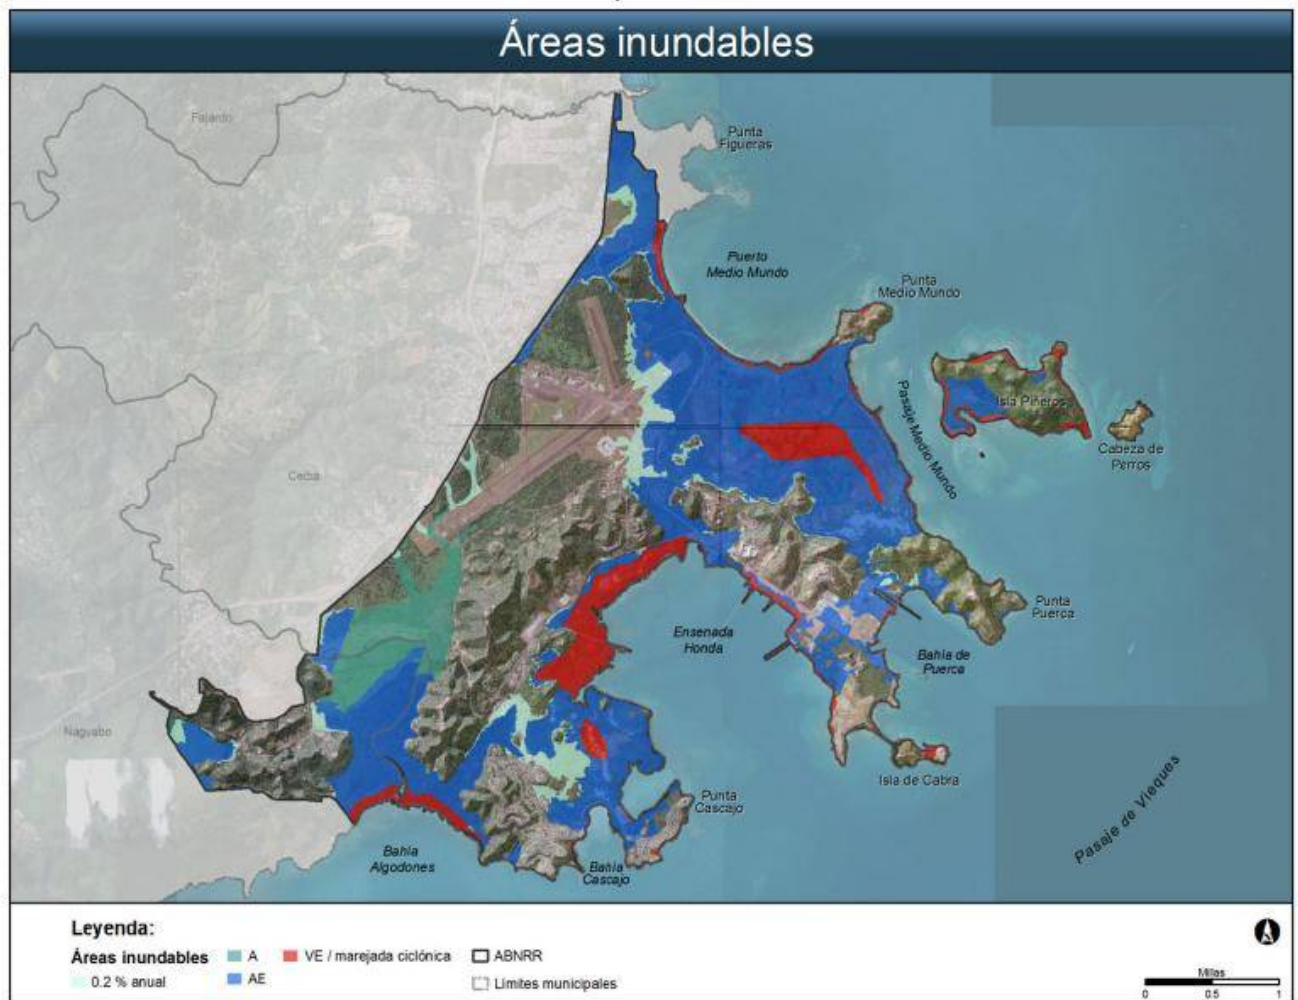 Áreas inundables
Fajardo
Punta
Figueras
Puerto
Medio Mundo
Punta
Medio Mundo
Isla Piñeros
Pasaje Medio Mundo
Cabeza de
Perros
Ceiba
Punta
Puerca
Ensenada
Honda
Bahía de
Puerca
Naguabo
Isla de Cabra
Punta
Cascajo
Pasaje de Vieques
Bahía
Algodones
Bahía
Cascajo
Leyenda:
Áreas inundables
A
VE / marejada ciclónica
ABNRR
0.2 % anual
AE
Límites municipales
Millas
0 0.5 1